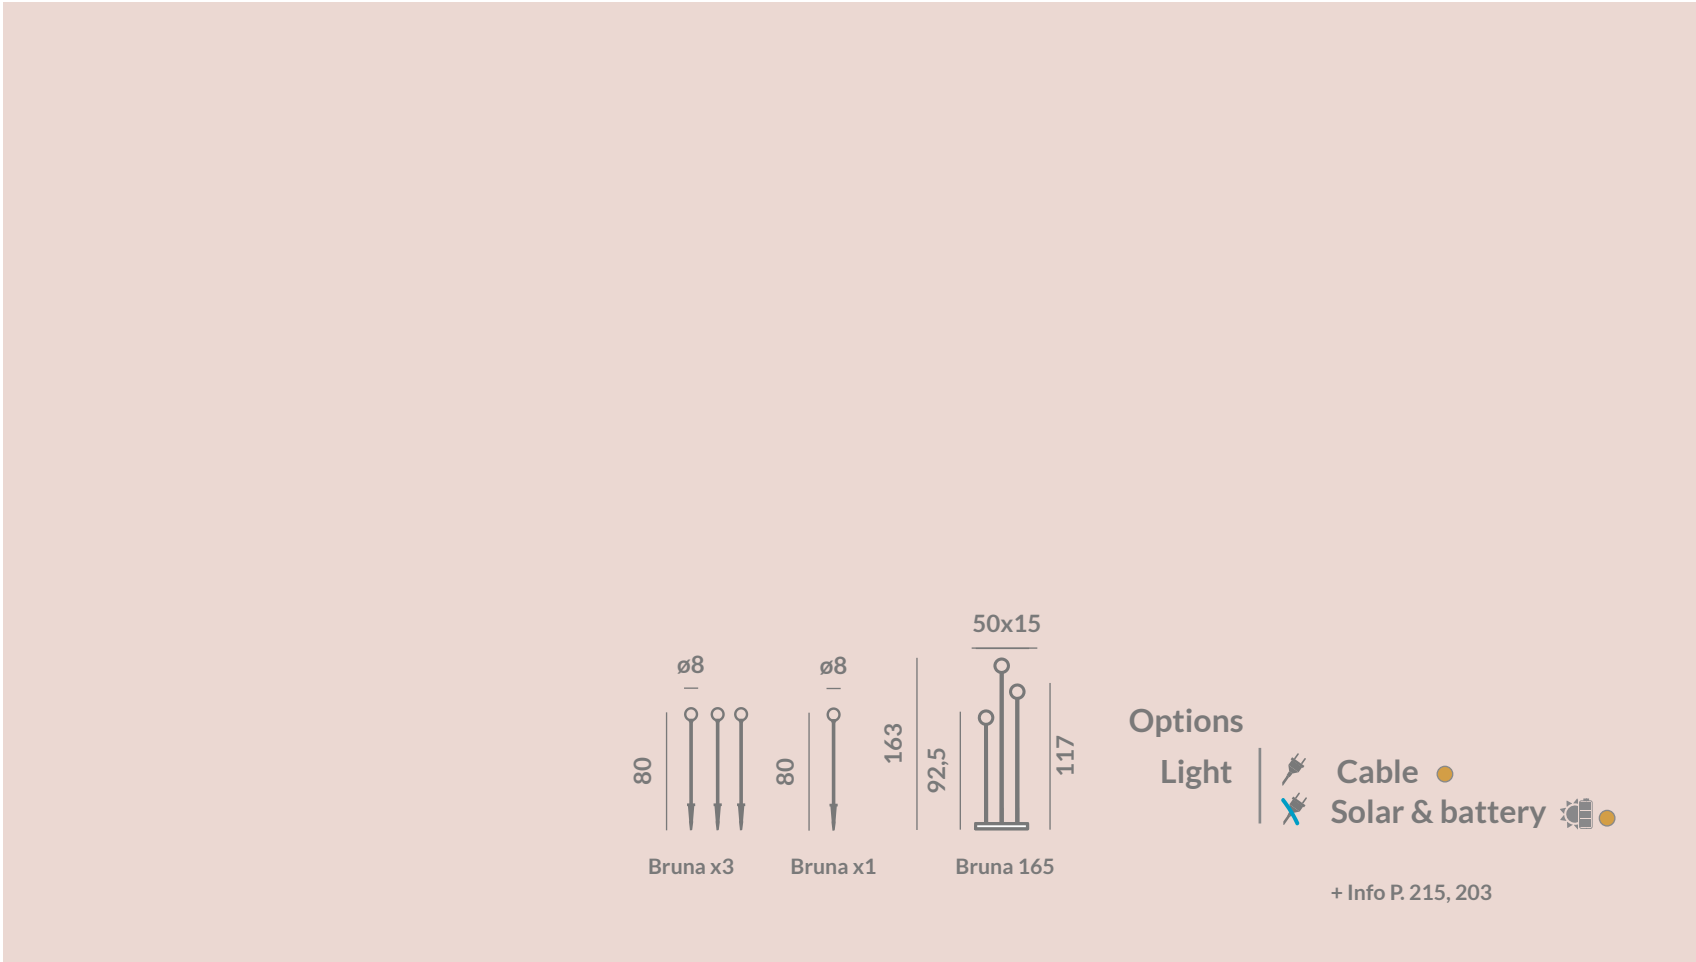 50x15
ø8
ø8
80
80
163
92,5
117
Bruna x3
Bruna x1
Bruna 165
Options
Light
Cable
Solar & battery
+ Info P. 215, 203